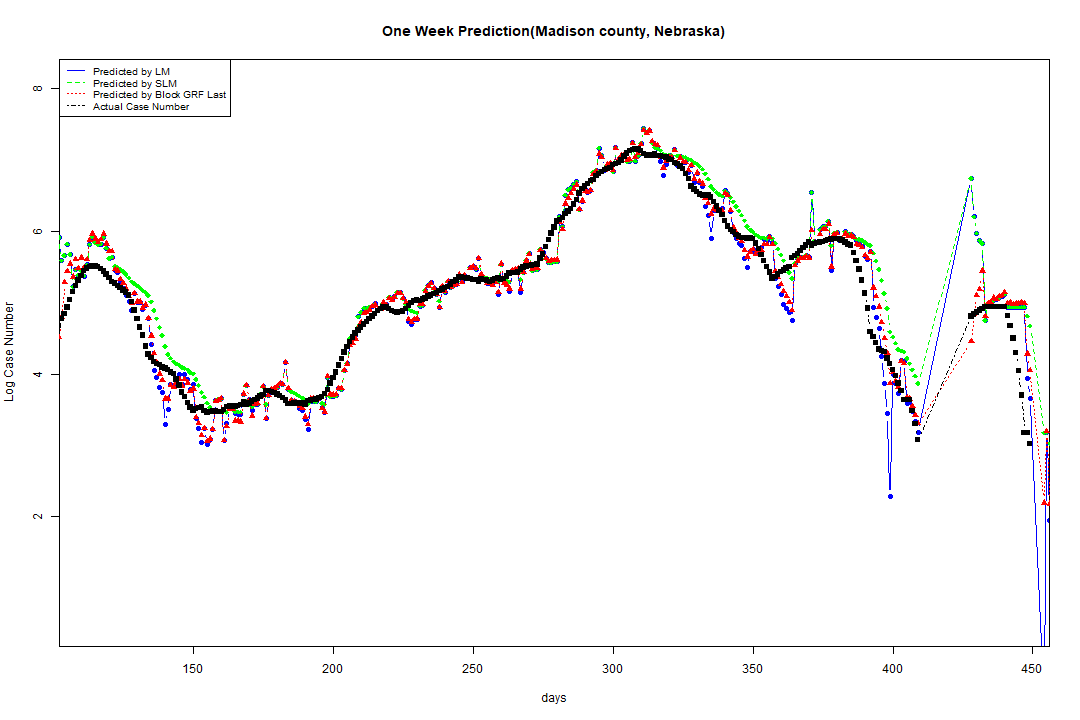 One Week Prediction(Madison county, Nebraska)
Predicted by LM
Predicted by SLM
Predicted by Block GRF Last
Actual Case Number
Log Case Number
8
6
4
2
150 200 250 300 350 400 450
days